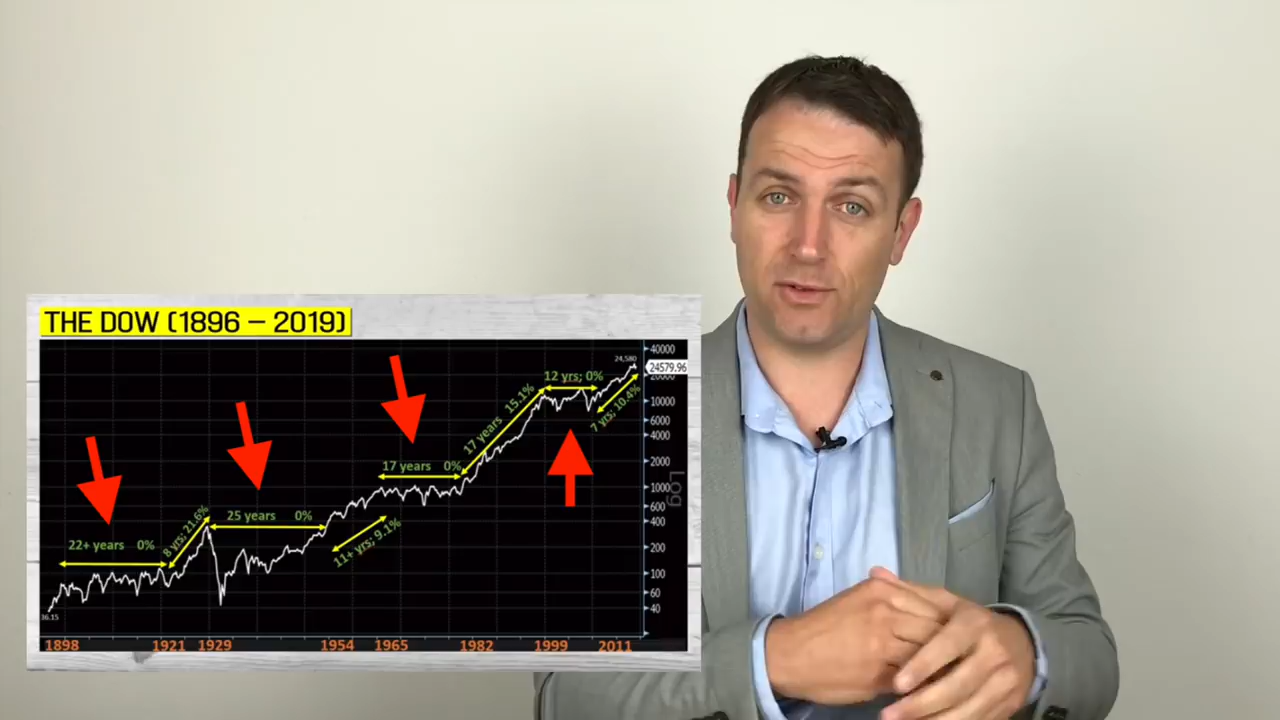 THE DOW (1896 – 2019)
40000
24,580
24579.96
20000
12 yrs; 0%
10000
7 yrs; 10.4%
6000
4000
17 years 15.1%
2000
17 years 0%
1000
Log
600
400
25 years 0%
8 yrs; 21.6%
11+ yrs; 9.1%
200
22+ years 0%
100
60
40
36.15
1898 1921 1929 1954 1965 1982 1999 2011